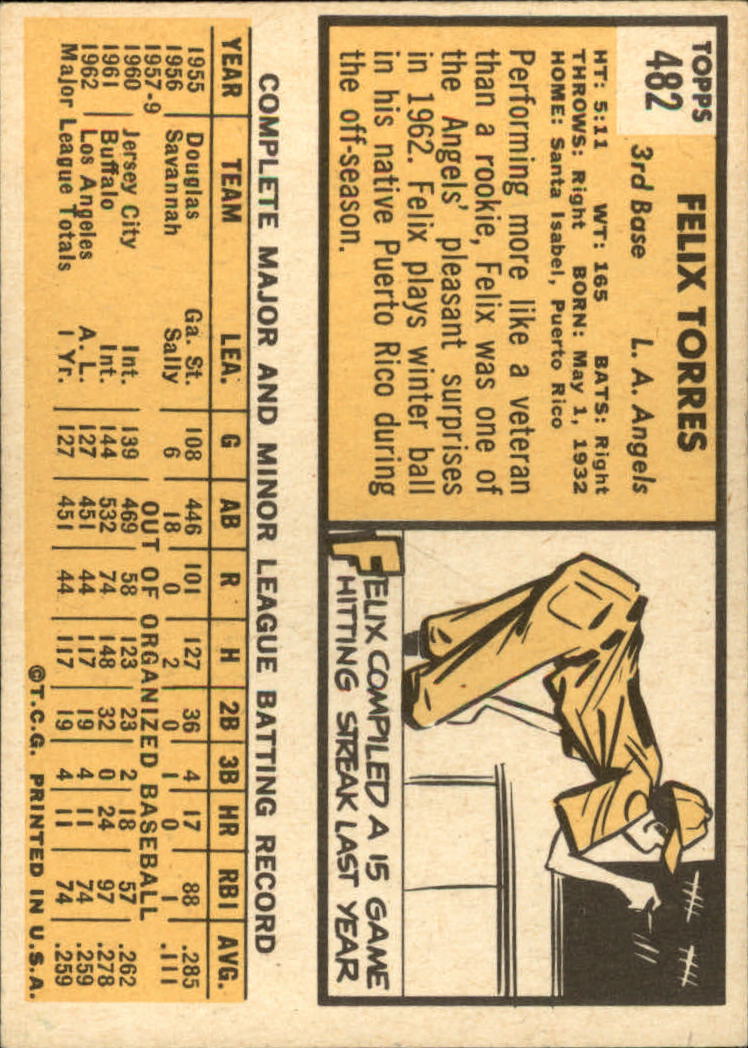 TOPPS
482
FELIX TORRES
3rd Base L. A. Angels
HT: 5:11 WT: 165 BATS: Right
THROWS: Right BORN: May 1, 1932
HOME: Santa Isabel, Puerto Rico
Performing more like a veteran
than a rookie, Felix was one of
the Angels' pleasant surprises
in 1962. Felix plays winter ball
in his native Puerto Rico during
the off-season.
FELIX COMPILED A 15 GAME
HITTING STREAK LAST YEAR
COMPLETE MAJOR AND MINOR LEAGUE BATTING RECORD
YEAR TEAM LEA. G AB R H 2B 3B HR RBI AVG.
1955 Douglas Ga. St. 108 446 101 127 36 4 17 88 .285
1956 Savannah Sally 6 18 0 2 0 1 0 1 .111
1957-9 OUT OF ORGANIZED BASEBALL
1960 Jersey City Int. 139 469 58 123 23 2 18 57 .262
1961 Buffalo Int. 144 532 74 148 32 0 24 97 .278
1962 Los Angeles A. L. 127 451 44 117 19 4 11 74 .259
Major League Totals 1 Yr. 127 451 44 117 19 4 11 74 .259
©T.C.G. PRINTED IN U.S.A.